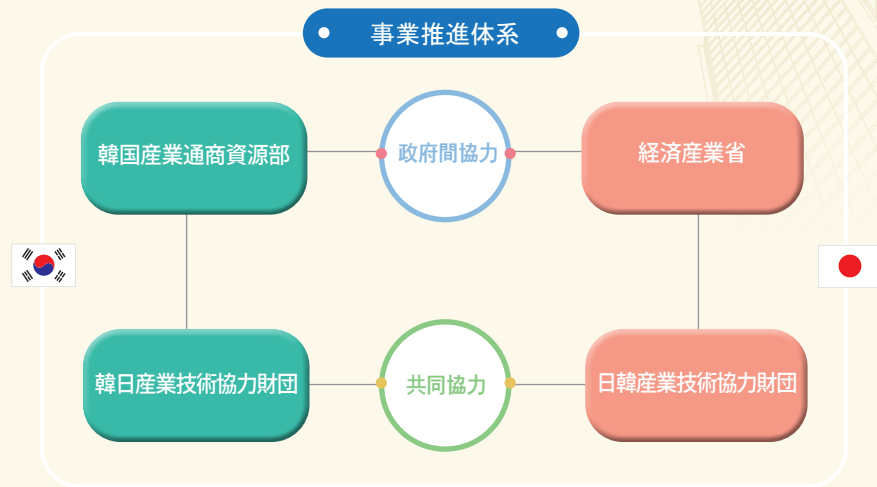 事業推進体系
韓国産業通商資源部
政府間協力
経済産業省
韓日産業技術協力財団
共同協力
日韓産業技術協力財団